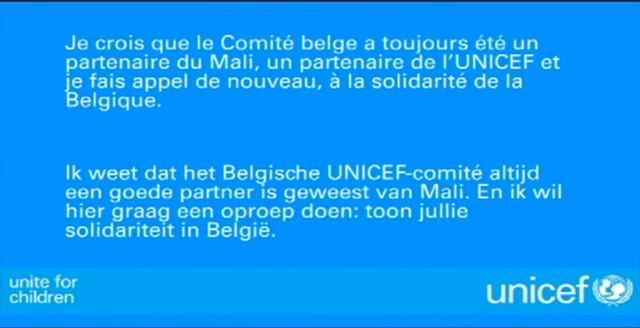 Je crois que le Comité belge a toujours été un
partenaire du Mali, un partenaire de l'UNICEF et
je fais appel de nouveau, à la solidarité de la
Belgique.
Ik weet dat het Belgische UNICEF-comité altijd
een goede partner is geweest van Mali. En ik wil
hier graag een oproep doen: toon jullie
solidariteit in België.
unite for
children
unicef